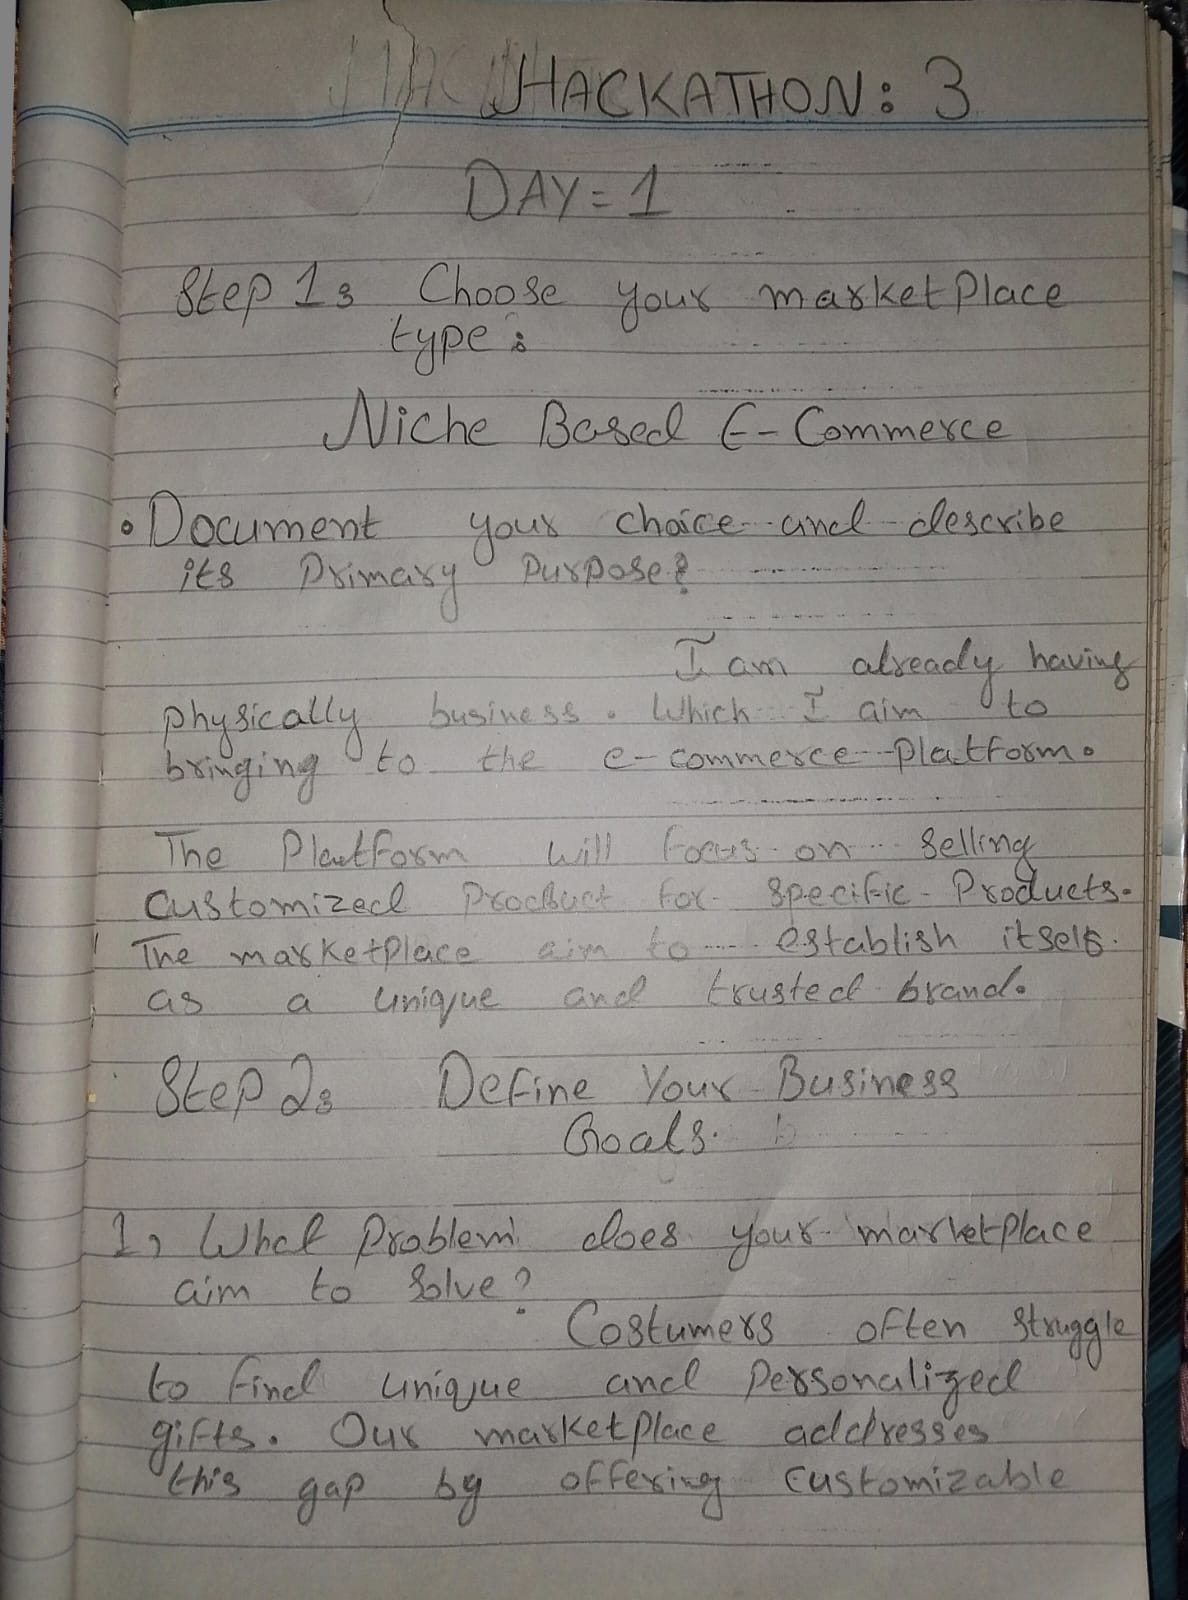 HACKATHON: 3
DAY = 1
Step 1: Choose your marketPlace
type:
Niche Based E-Commerce
• Document your choice and describe
its Primary Purpose?
I am already having
physically business. Which I aim to
bringing to the e-commerce platform.
The Platform will focus on selling
customized Product for specific Products.
The marketplace aim to establish itself
as a unique and trusted brand.
Step 2: Define Your Business
Goals.
1, What Problem does your marketplace
aim to Solve?
Costumers often struggle
to find unique and personalized
gifts. Our marketplace addresses
this gap by offering customizable